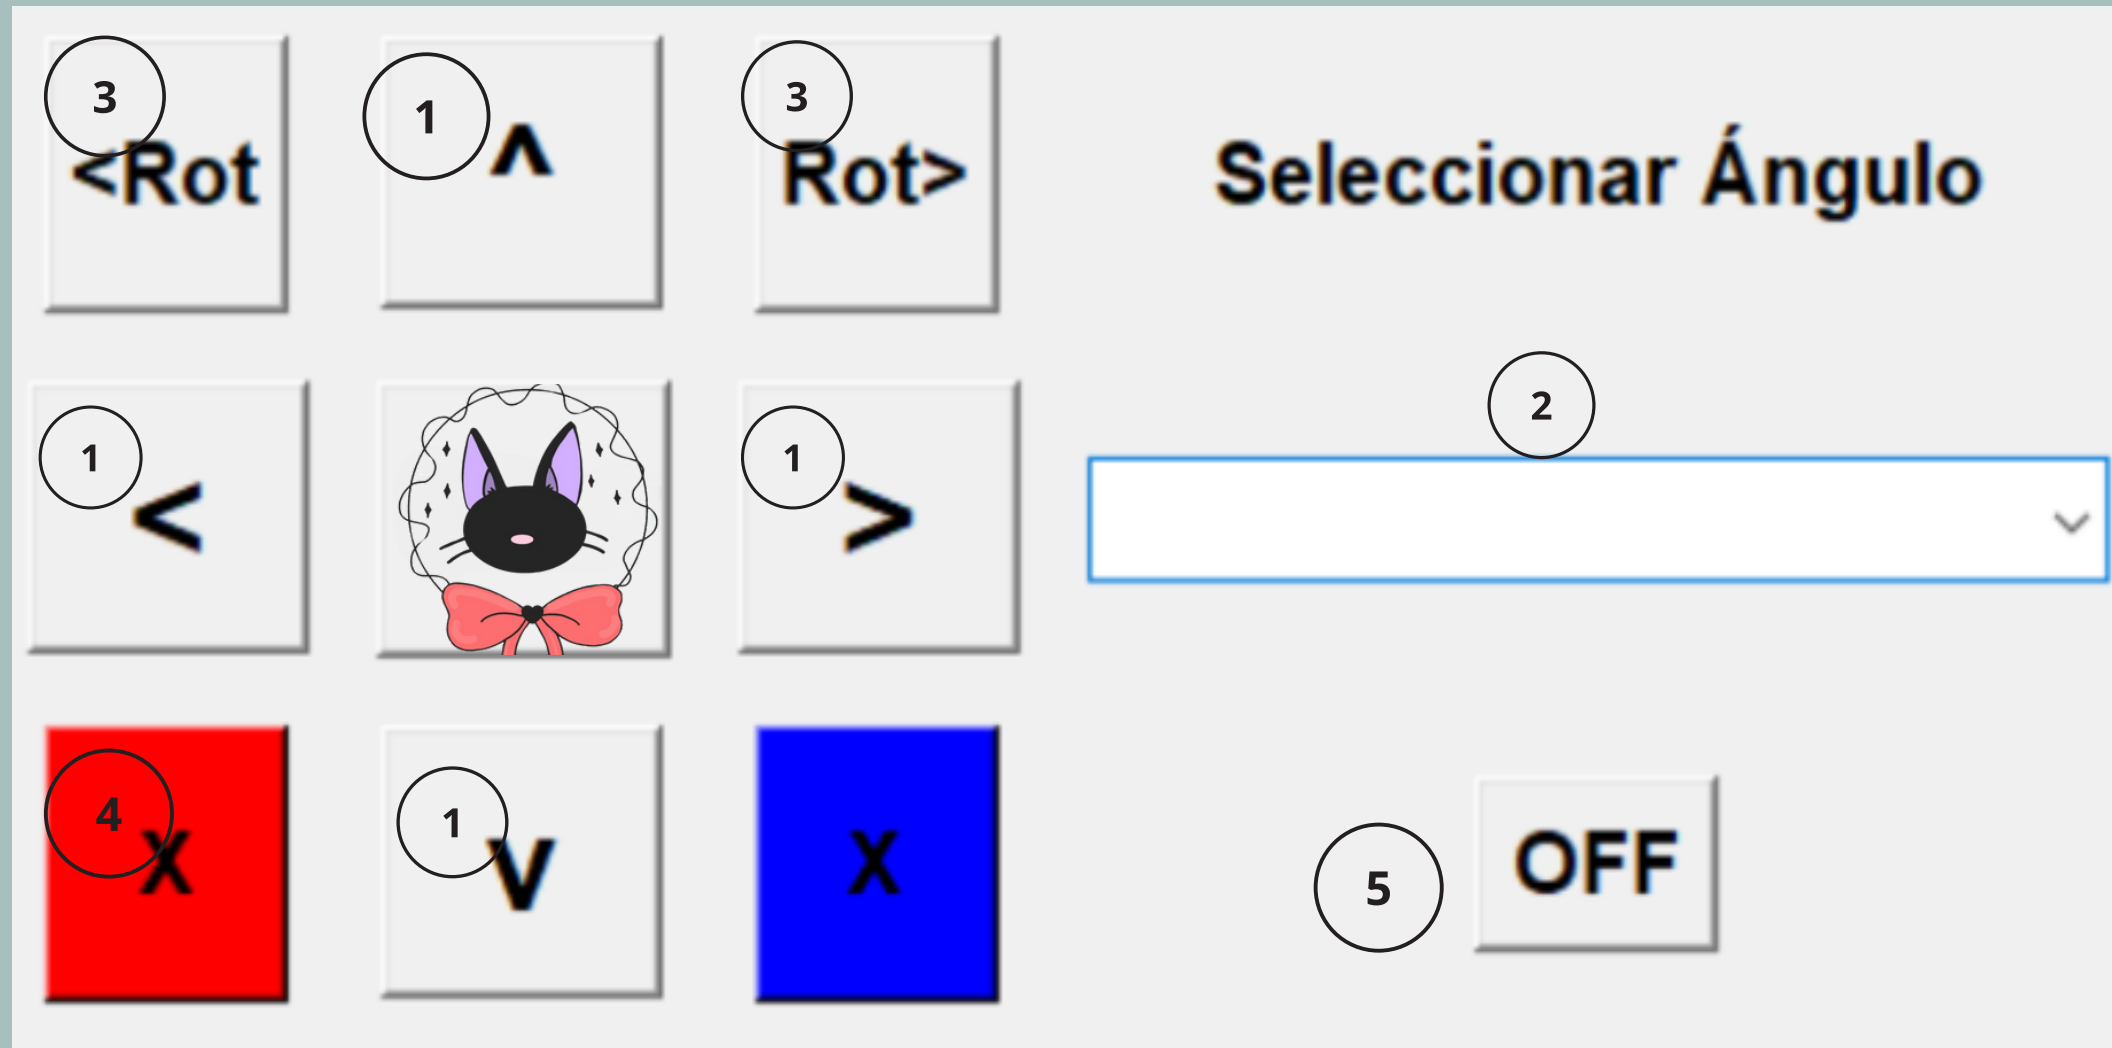 3
<Rot
1
^
3
Rot>
Seleccionar Ángulo
1
<
1
>
2
4
X
1
V
X
5
OFF